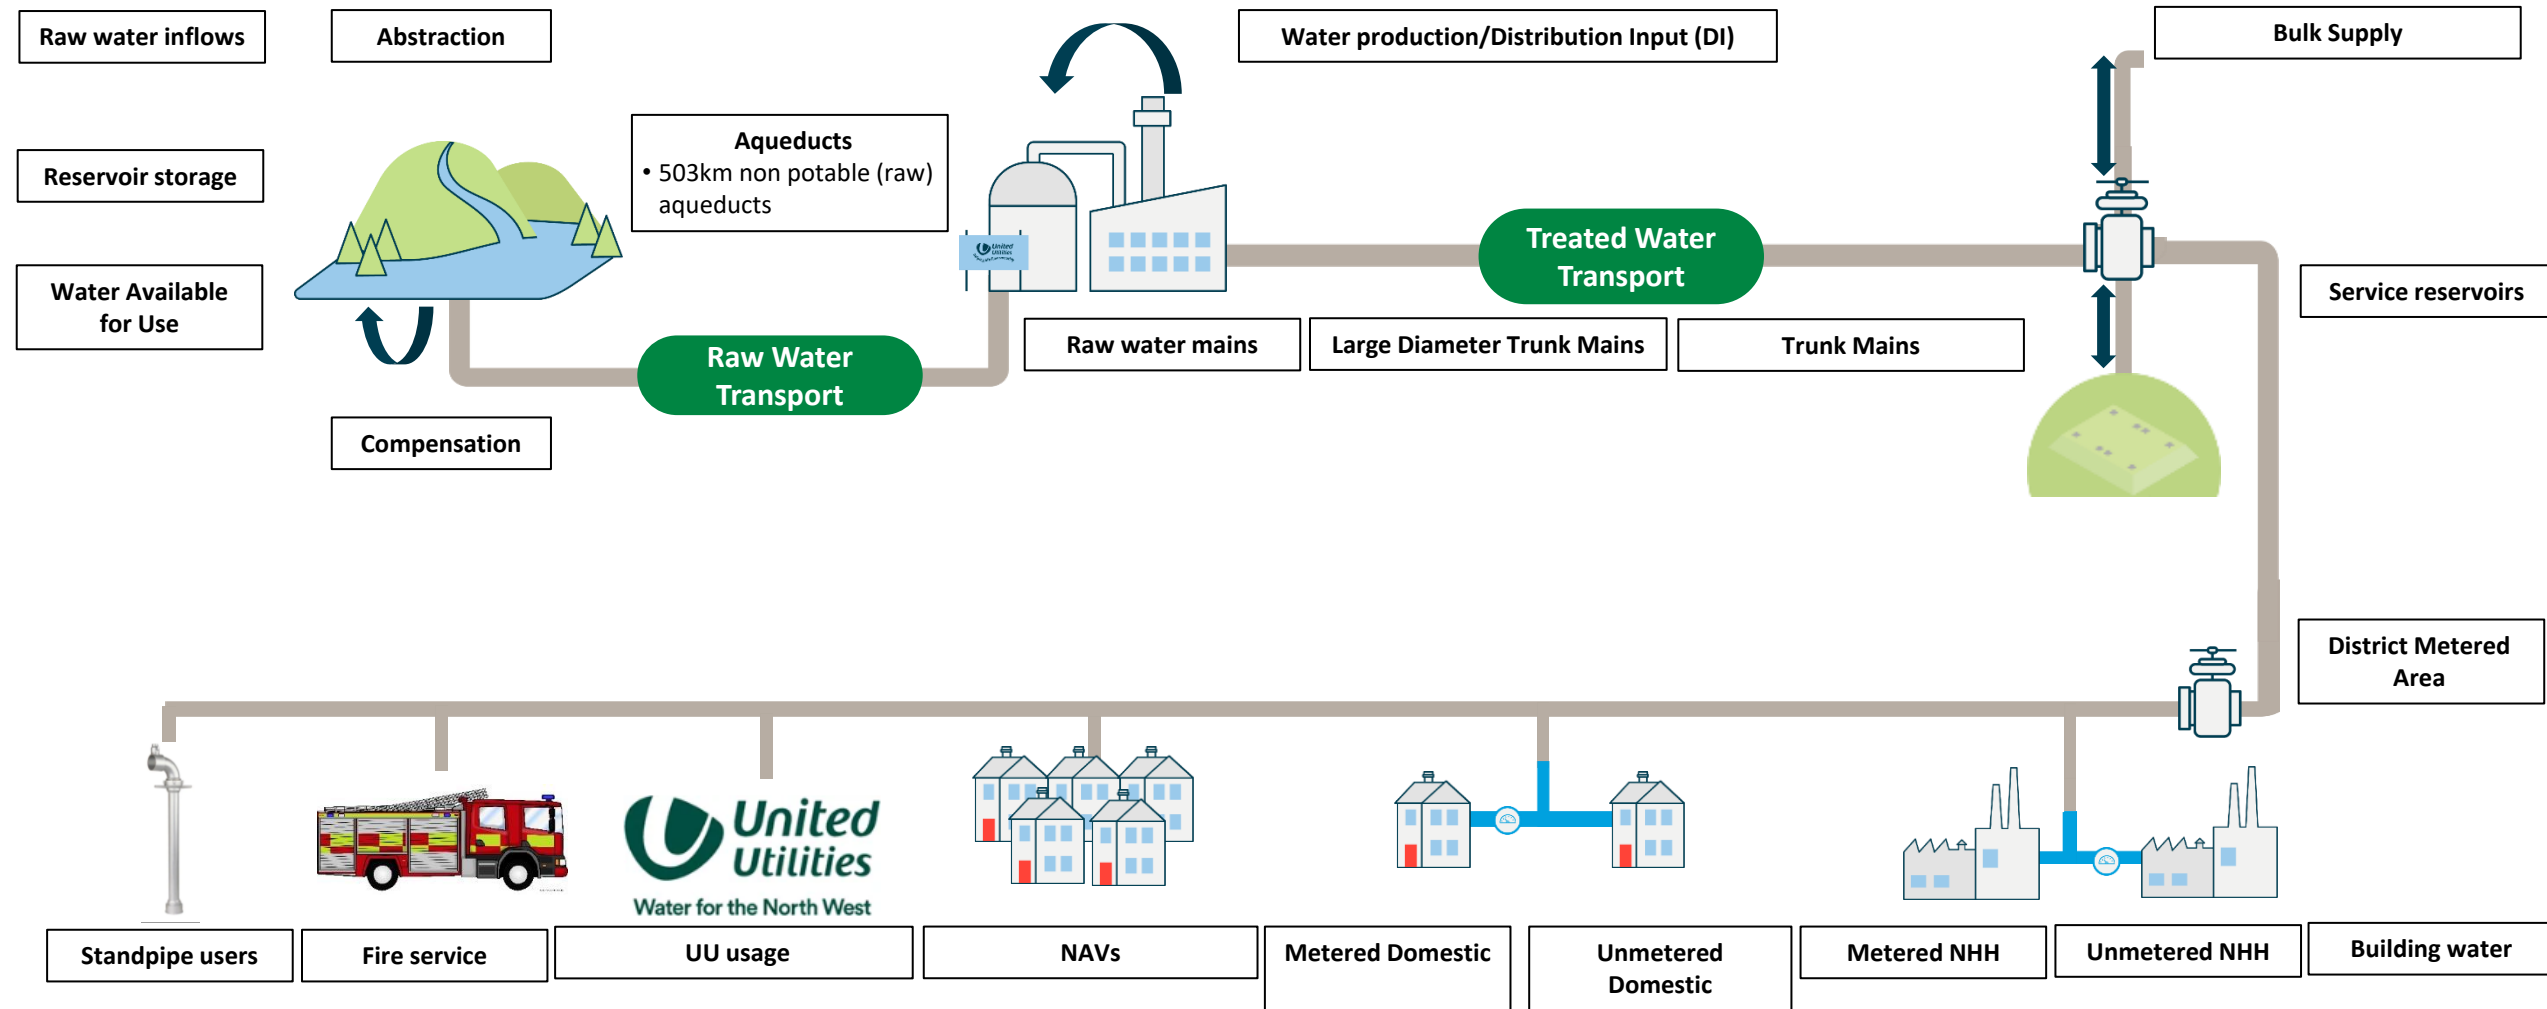 Raw water inflows
Abstraction
Water production/Distribution Input (DI)
Bulk Supply
Aqueducts
• 503km non potable (raw)
aqueducts
Reservoir storage
Water Available
for Use
United
Utilities
Treated Water
Transport
Service reservoirs
Raw Water
Transport
Raw water mains
Large Diameter Trunk Mains
Trunk Mains
Compensation
District Metered
Area
United
Utilities
Water for the North West
Standpipe users
Fire service
UU usage
NAVs
Metered Domestic
Unmetered
Domestic
Metered NHH
Unmetered NHH
Building water